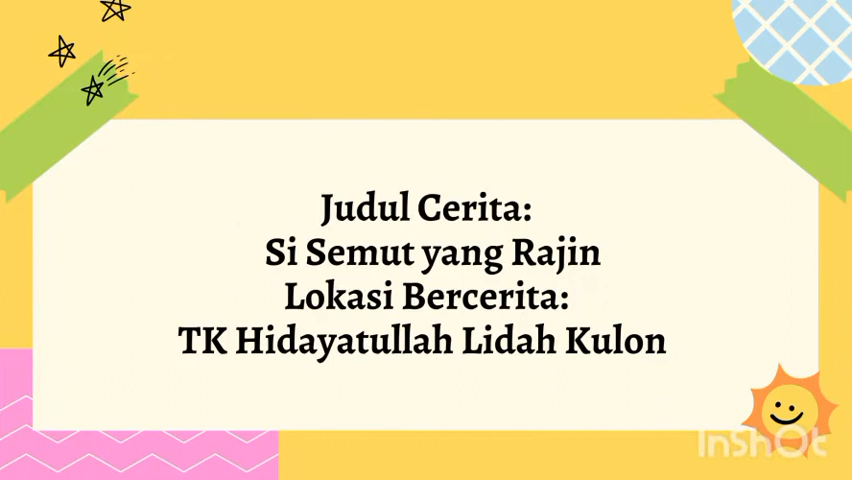 Judul Cerita:
Si Semut yang Rajin
Lokasi Bercerita:
TK Hidayatullah Lidah Kulon
InShOt